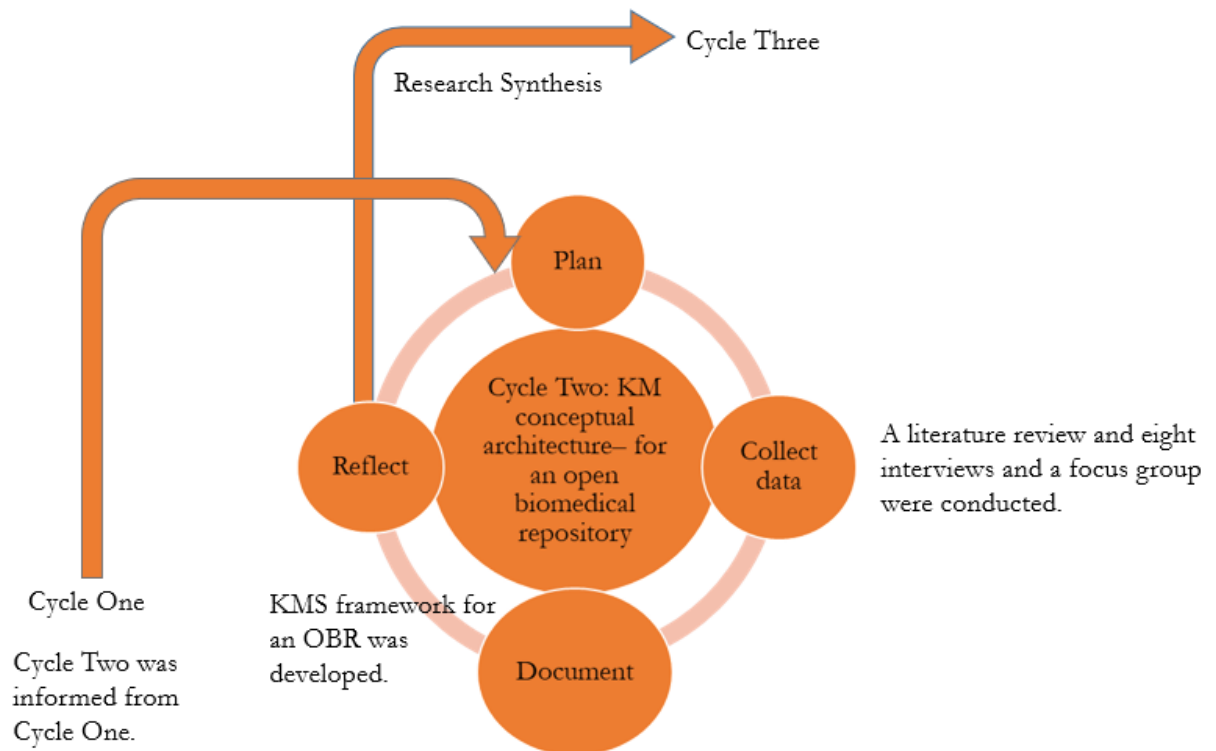 Cycle Three
Research Synthesis
Plan
Cycle Two: KM
conceptual
architecture– for
an open
biomedical
repository
Reflect
Collect
data
A literature review and eight
interviews and a focus group
were conducted.
Cycle One
Cycle Two was
informed from
Cycle One.
KMS framework for
an OBR was
developed.
Document